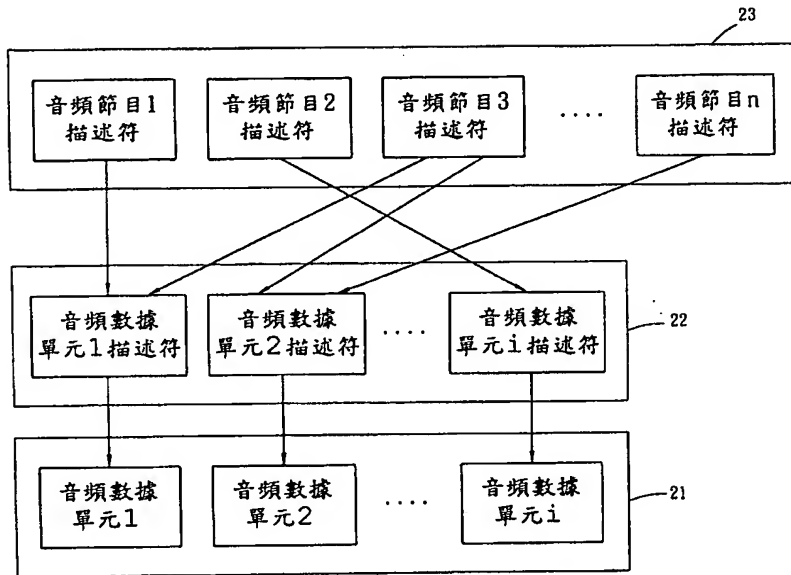 23
音頻節目1
描述符
音頻節目2
描述符
音頻節目3
描述符
....
音頻節目n
描述符
音頻數據
單元1描述符
音頻數據
單元2描述符
....
音頻數據
單元i描述符
22
音頻數據
單元1
音頻數據
單元2
....
音頻數據
單元i
21